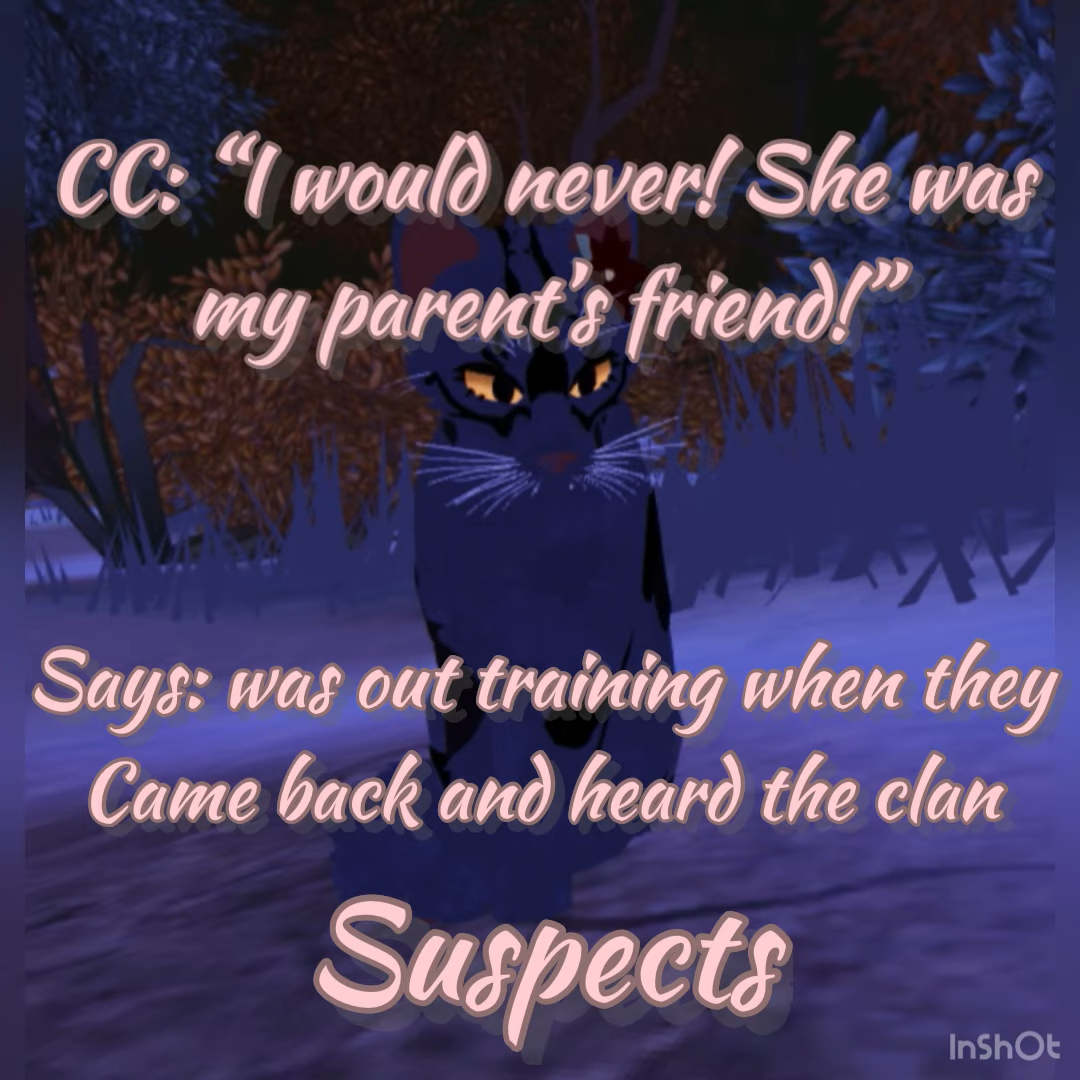 CC: “I would never! She was
my parent’s friend!”
Says: was out training when they
Came back and heard the clan
Suspects
InShOt